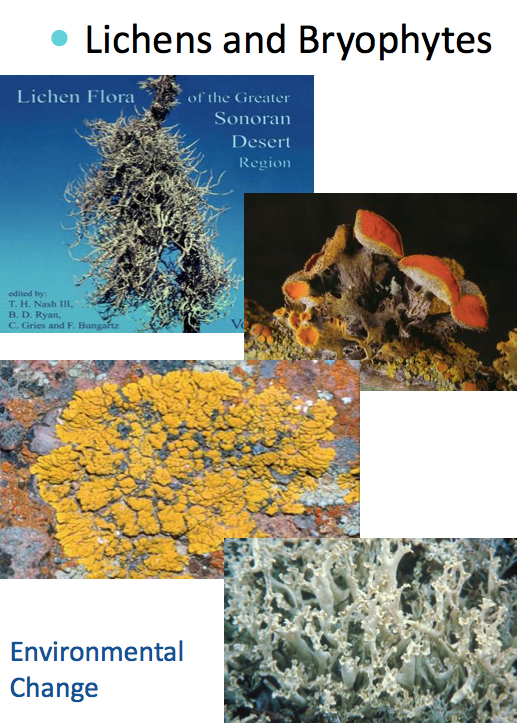 Lichens and Bryophytes
Lichen Flora of the Greater
Sonoran
Desert
Region
edited by:
T. H. Nash III,
B. D. Ryan,
C. Gries and F. Bungartz
Environmental
Change